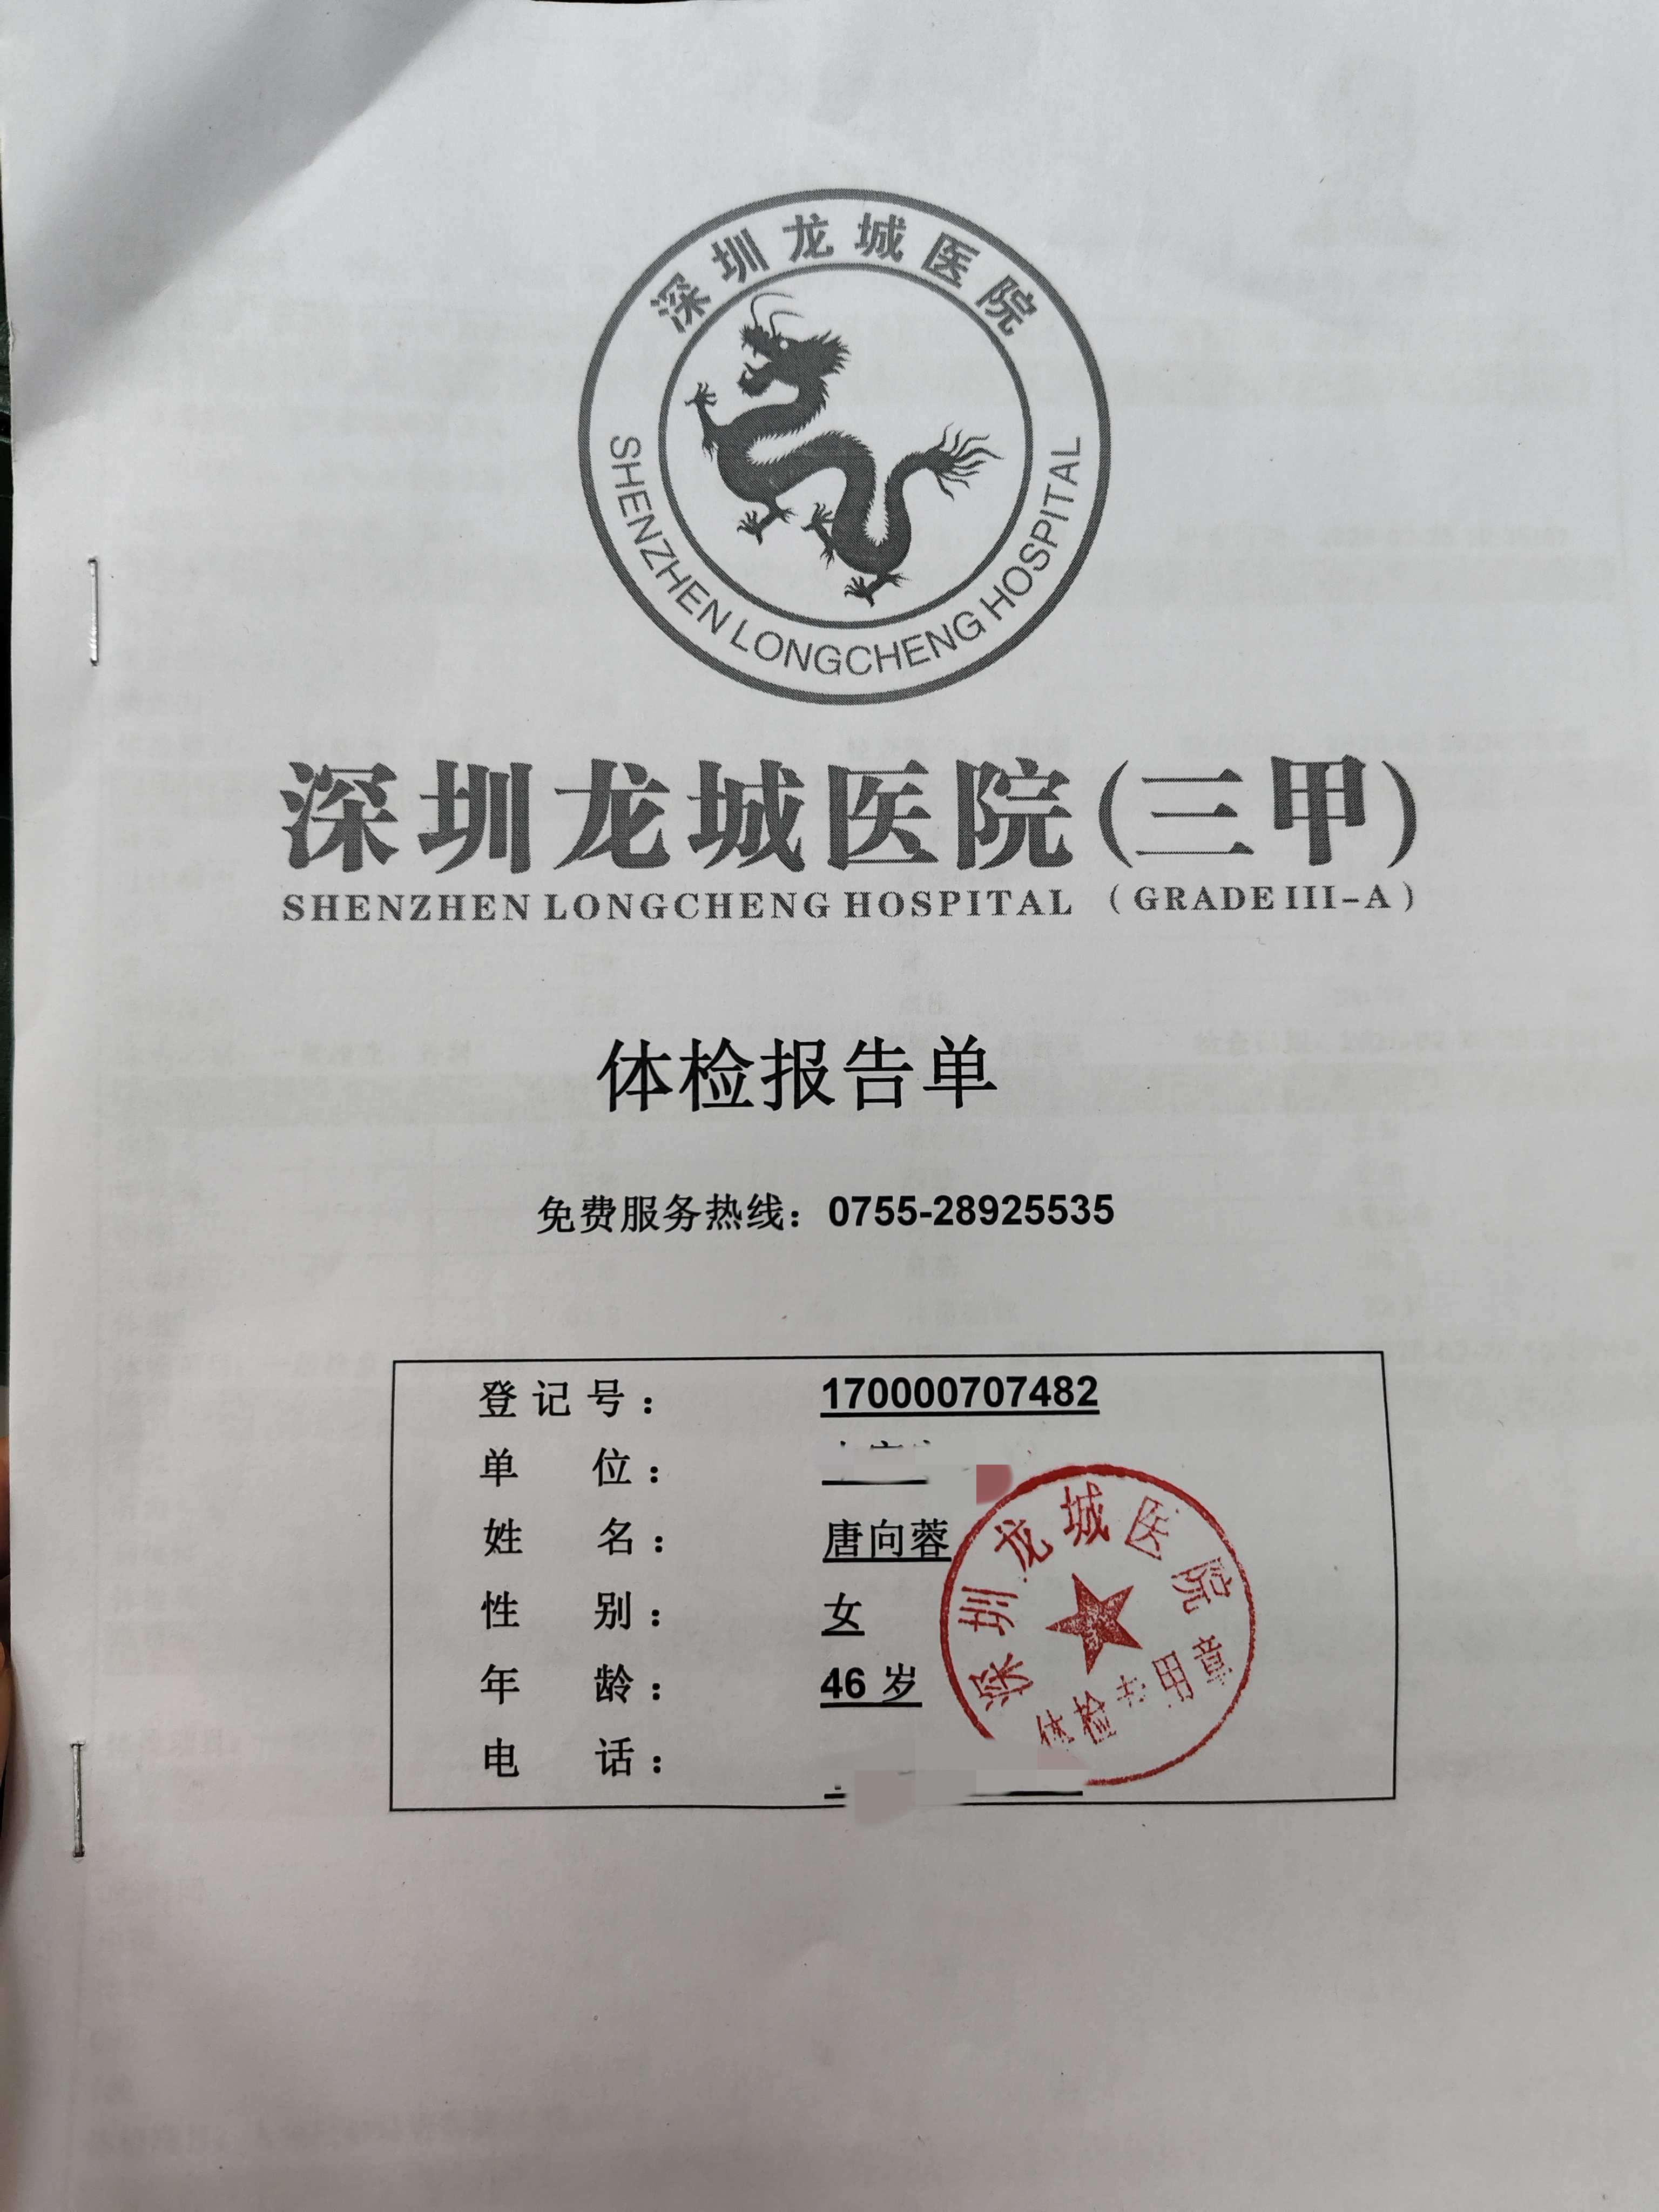 深圳龙城医院
SHENZHEN LONGCHENG HOSPITAL
深圳龙城医院(三甲)
SHENZHEN LONGCHENG HOSPITAL (GRADE III-A)
体检报告单
免费服务热线：0755-28925535
登记号： 170000707482
单 位：
姓 名： 唐向蓉
性 别： 女
年 龄： 46 岁
电 话：
深圳龙城医院
体检专用章